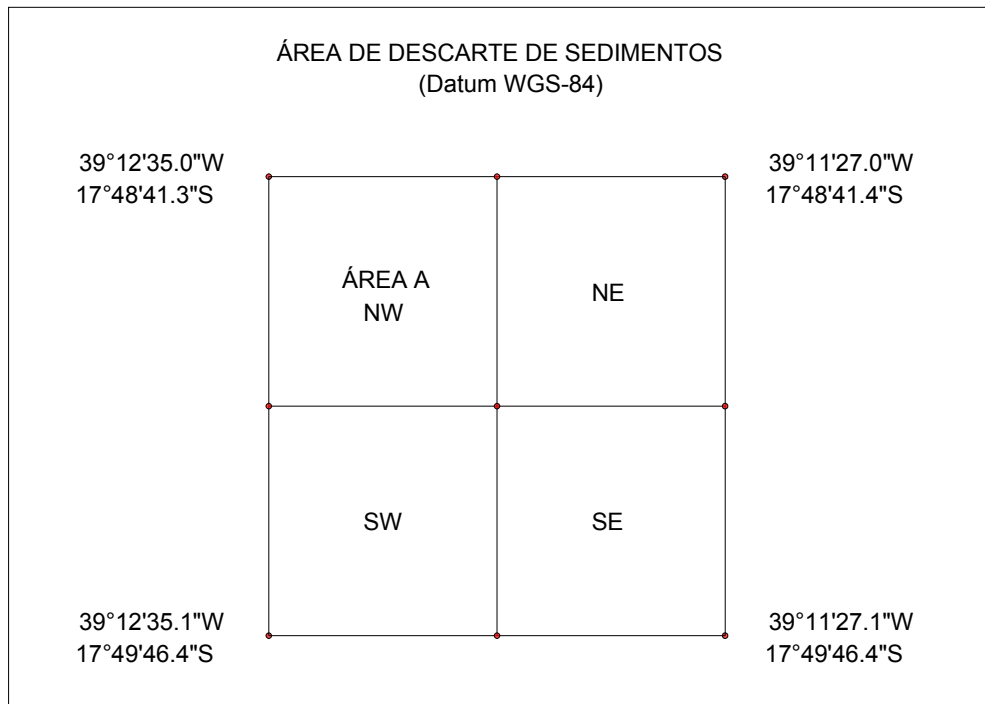 ÁREA DE DESCARTE DE SEDIMENTOS
(Datum WGS-84)
39°12'35.0"W
17°48'41.3"S
39°11'27.0"W
17°48'41.4"S
ÁREA A
NW
NE
SW
SE
39°12'35.1"W
17°49'46.4"S
39°11'27.1"W
17°49'46.4"S